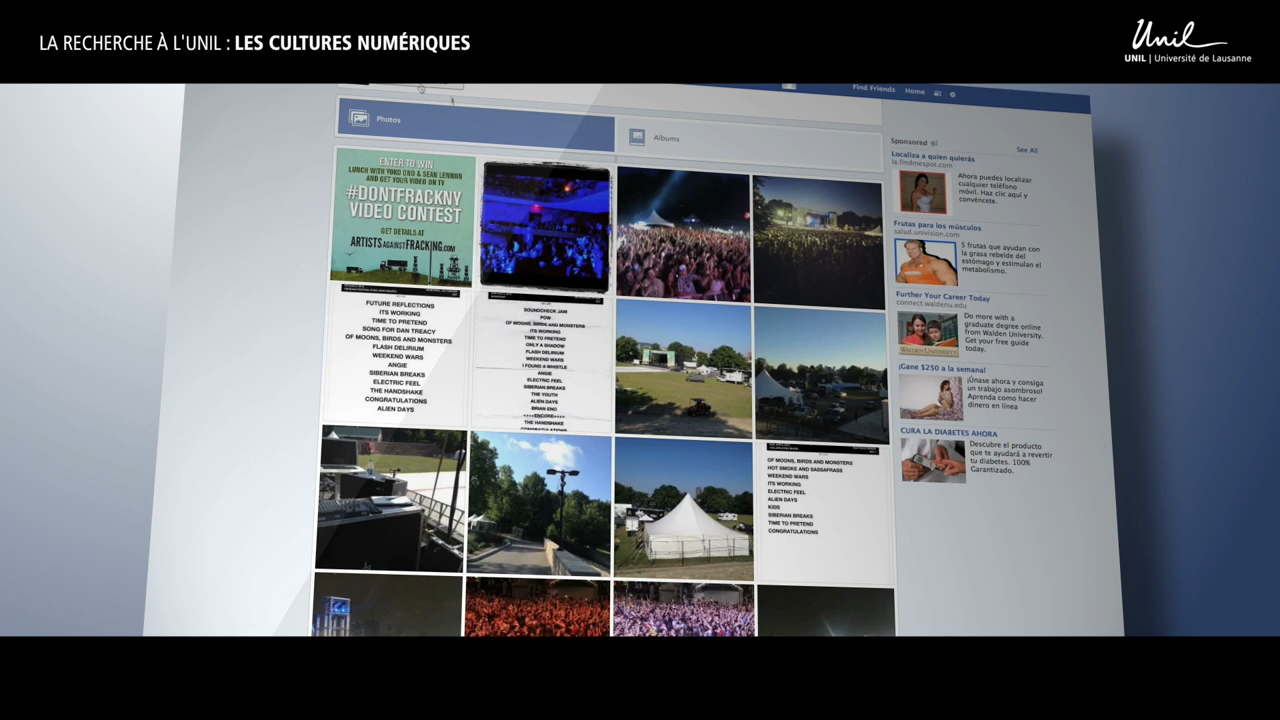 LA RECHERCHE À L'UNIL : LES CULTURES NUMÉRIQUES
Unil
UNIL | Université de Lausanne
Find Friends Home
Photos
Albums
ENTER TO WIN
LUNCH WITH YOKO ONO & SEAN LENNON
AND GET YOUR VIDEO ON TV
#DONTFRACKNY
VIDEO CONTEST
GET DETAILS AT
ARTISTSAGAINSTFRACKING.COM
FUTURE REFLECTIONS
ITS WORKING
TIME TO PRETEND
SONG FOR DAN TREACY
OF MOONS, BIRDS AND MONSTERS
FLASH DELIRIUM
WEEKEND WARS
ANGIE
SIBERIAN BREAKS
ELECTRIC FEEL
THE HANDSHAKE
CONGRATULATIONS
ALIEN DAYS
SOUNDCHECK JAM
POW
OF MOONS, BIRDS AND MONSTERS
ITS WORKING
TIME TO PRETEND
ONLY A SHADOW
FLASH DELIRIUM
WEEKEND WARS
I FOUND A WHISTLE
ANGIE
ELECTRIC FEEL
SIBERIAN BREAKS
THE YOUTH
ALIEN DAYS
BRIAN ENO
++++ENCORE++++
THE HANDSHAKE
CONGRATULATIONS
OF MOONS, BIRDS AND MONSTERS
HOT SMOKE AND SASSAFRASS
WEEKEND WARS
ITS WORKING
ELECTRIC FEEL
ALIEN DAYS
KIDS
SIBERIAN BREAKS
TIME TO PRETEND
CONGRATULATIONS
Sponsored
See All
Localiza a quien quierás
la.findmespot.com
Ahora puedes localizar
cualquier teléfono
móvil. Haz clic aquí y
convéncete.
Frutas para los músculos
salud.univision.com
5 frutas que ayudan con
la grasa rebelde del
estómago y estimulan el
metabolismo.
Further Your Career Today
connect.waldenu.edu
Do more with a
graduate degree online
from Walden University.
Get your free guide
today.
WALDEN UNIVERSITY
¡Gane $250 a la semana!
¡Únase ahora y consiga
un trabajo asombroso!
Aprenda como hacer
dinero en línea
CURA LA DIABETES AHORA
Descubre el producto
que te ayudará a revertir
tu diabetes. 100%
Garantizado.